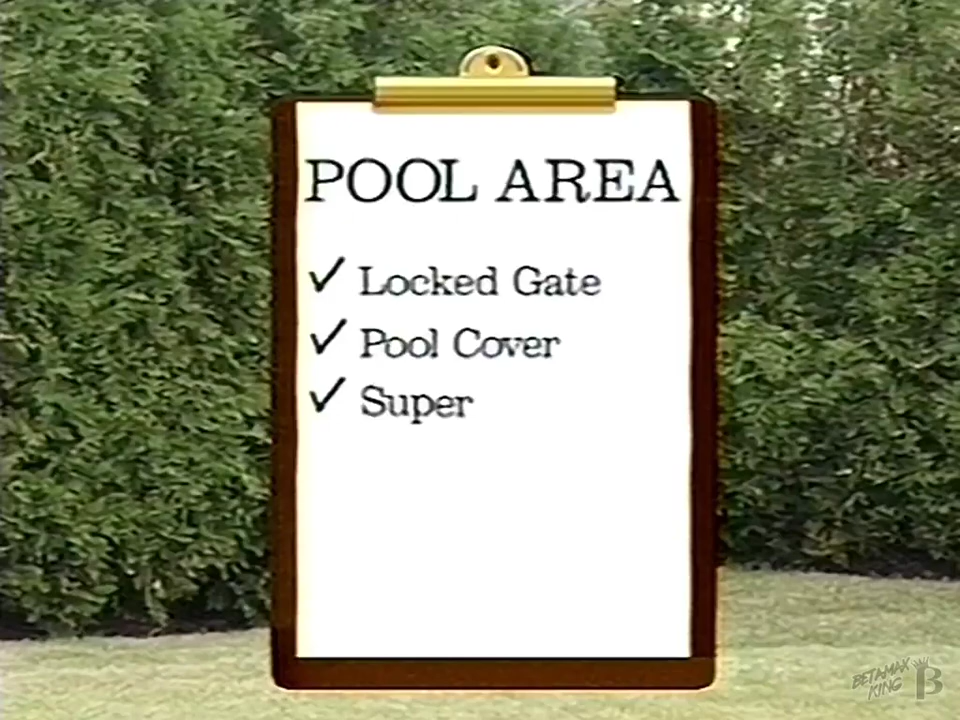 POOL AREA
✓ Locked Gate
✓ Pool Cover
✓ Super
BETAMAX
KING B